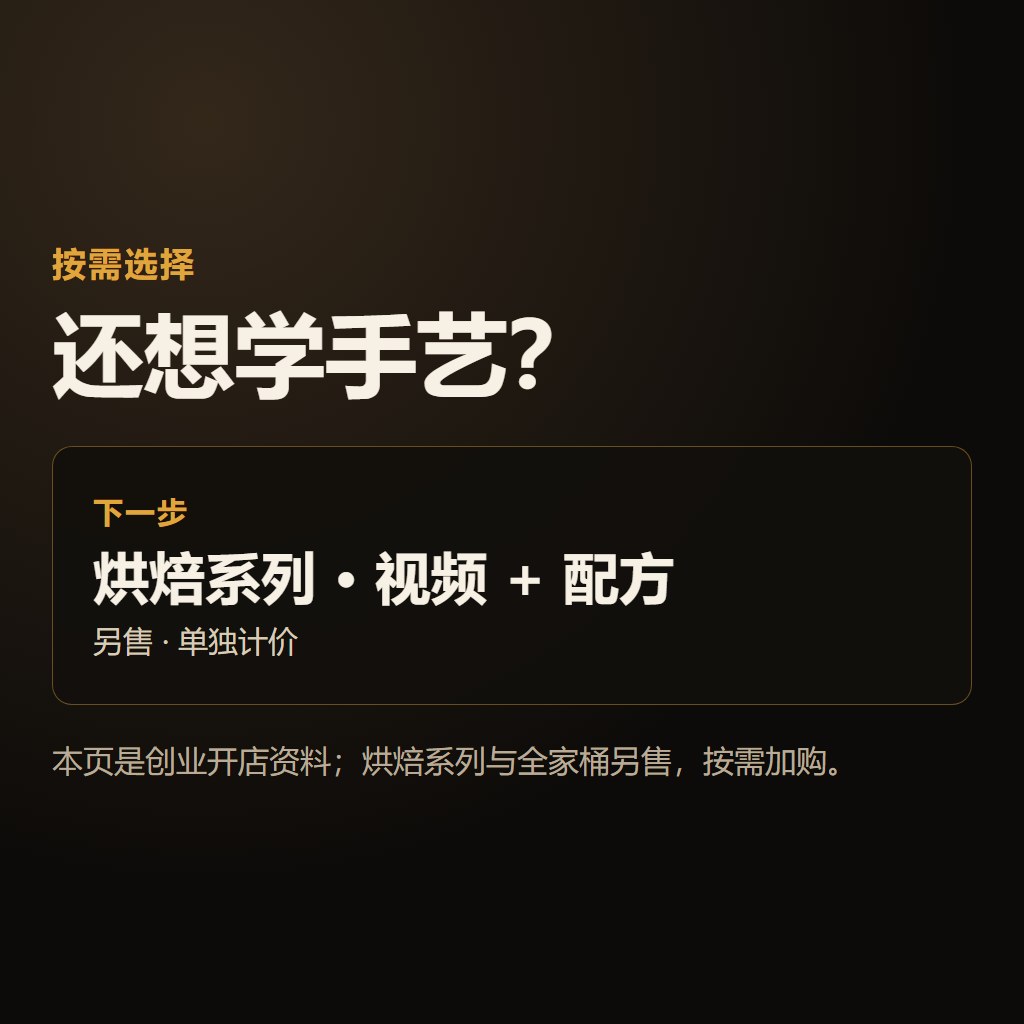 按需选择
还想学手艺？
下一步
烘焙系列 · 视频 + 配方
另售 · 单独计价
本页是创业开店资料；烘焙系列与全家桶另售，按需加购。